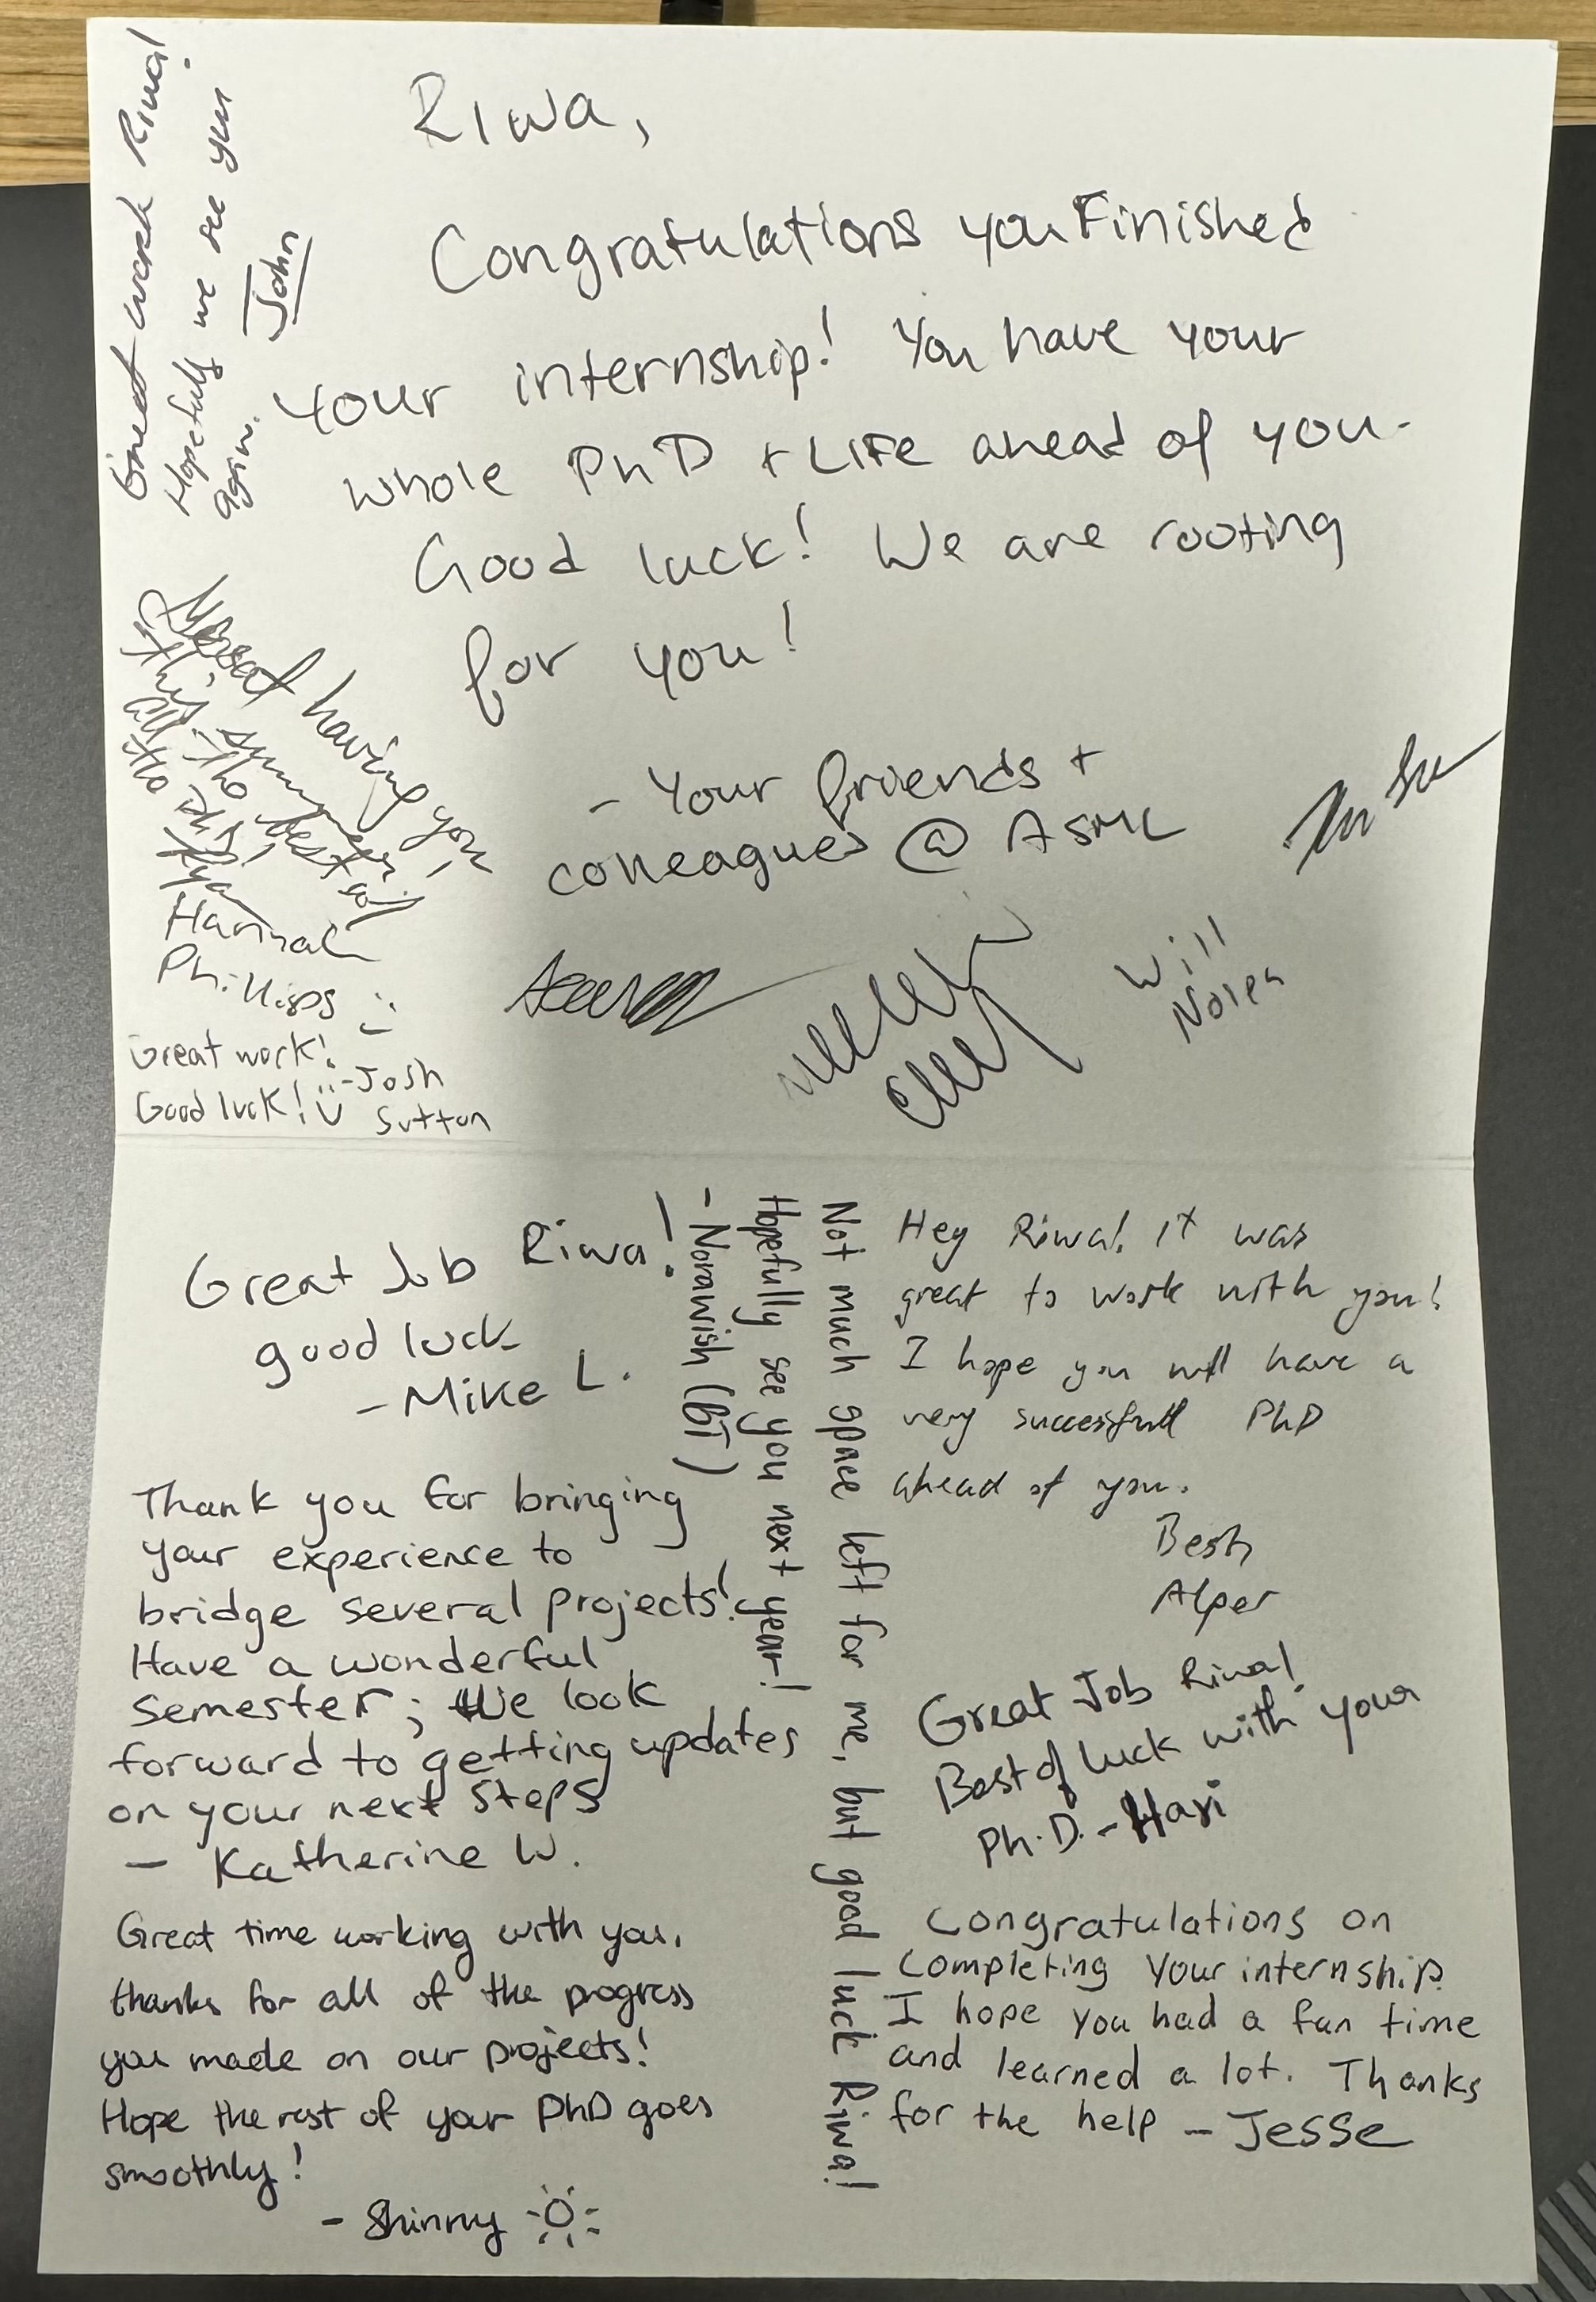 Riwa,
Congratulations you Finished
your internship! You have your
whole PhD + Life ahead of you.
Good luck! We are rooting
for you!
- Your friends +
colleagues @ ASML
Great work Riwa!
Hopefully we see you
again. John
Great having you
this summer!
all the best w/
the PhD!
Ryan
Hannah
Phillips :)
Great work!
Good luck! :)
-Josh
Sutton
Will
Nolen
Great Job Riwa!
good luck
- Mike L.
Thank you for bringing
your experience to
bridge several projects!
Have a wonderful
semester; We look
forward to getting updates
on your next steps
- Katherine W.
Great time working with you,
thanks for all of the progress
you made on our projects!
Hope the rest of your PhD goes
smoothly!
- Shinny
Not much space left for me, but good luck Riwa!
Hopefully see you next year!
- Norawish (BT)
Hey Riwa! It was
great to work with you!
I hope you will have a
very successfull PhD
ahead of you.
Best,
Alper
Great Job Riwa!
Best of luck with your
Ph.D. - Hari
Congratulations on
completing your internship.
I hope you had a fun time
and learned a lot. Thanks
for the help - Jesse